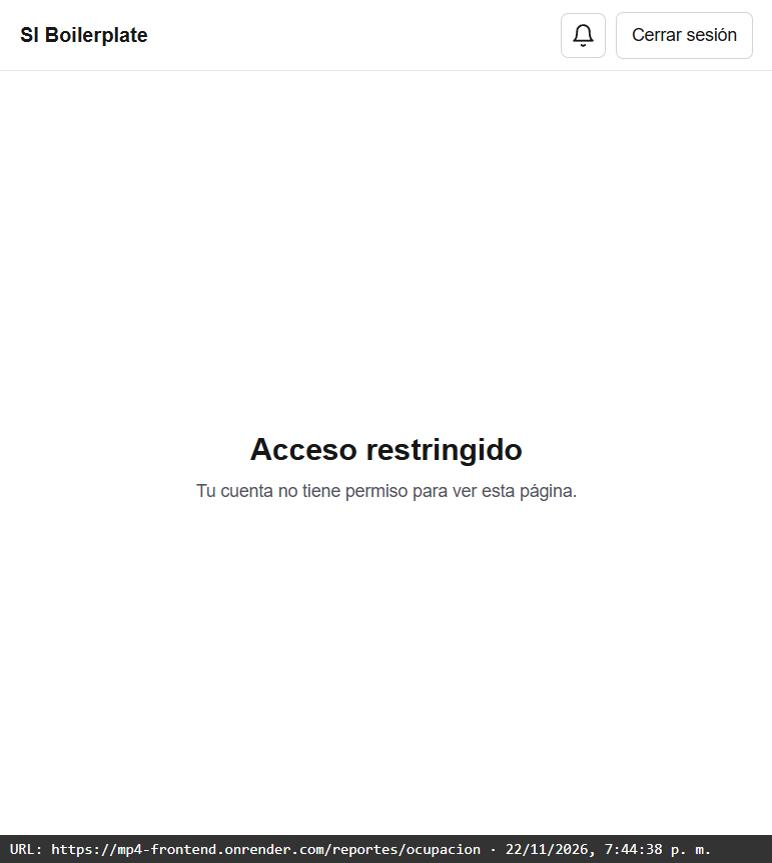 SI Boilerplate
Cerrar sesión
Acceso restringido
Tu cuenta no tiene permiso para ver esta página.
URL: https://mp4-frontend.onrender.com/reportes/ocupacion · 22/11/2026, 7:44:38 p. m.